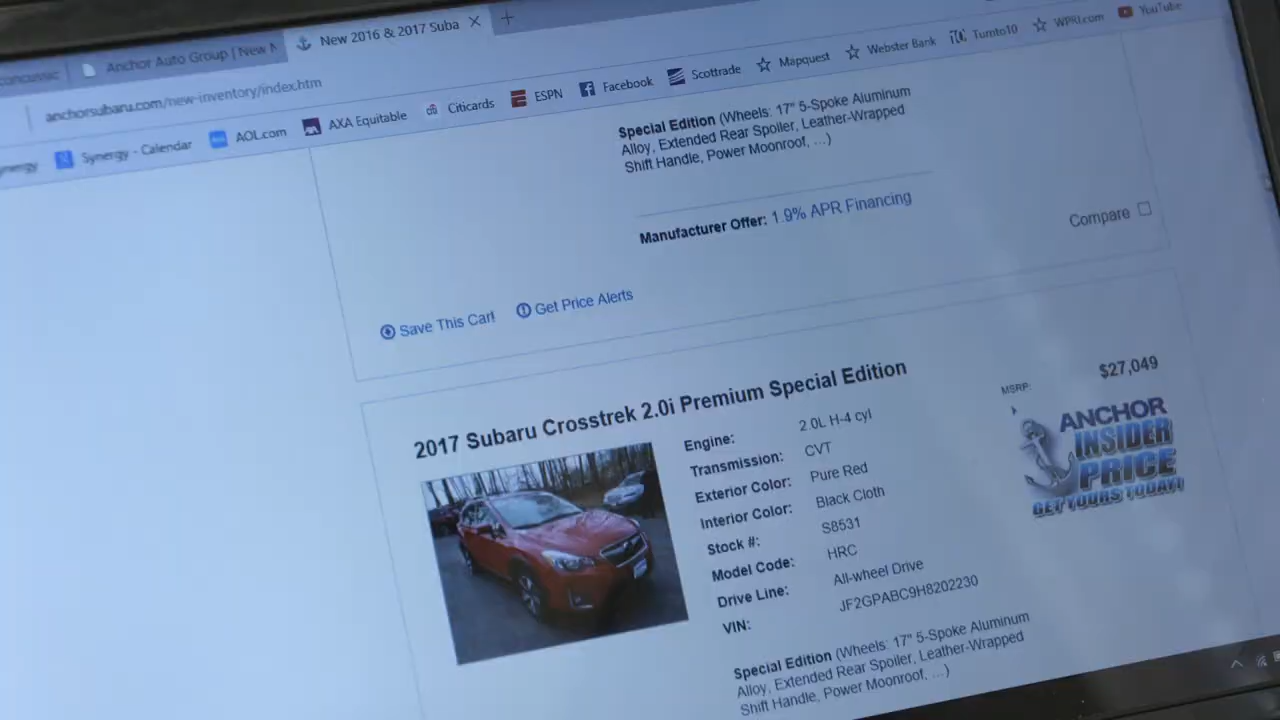 concussic
Anchor Auto Group | New
New 2016 & 2017 Suba
anchorsubaru.com/new-inventory/index.htm
Synergy - Calendar
AOL.com
AXA Equitable
Citicards
ESPN
Facebook
Scottrade
Mapquest
Webster Bank
Turnto10
WPRI.com
YouTube
Special Edition (Wheels: 17" 5-Spoke Aluminum
Alloy, Extended Rear Spoiler, Leather-Wrapped
Shift Handle, Power Moonroof, ...)
Manufacturer Offer: 1.9% APR Financing
Compare
Save This Car!
Get Price Alerts
2017 Subaru Crosstrek 2.0i Premium Special Edition
Engine: 2.0L H-4 cyl
Transmission: CVT
Exterior Color: Pure Red
Interior Color: Black Cloth
Stock #: S8531
Model Code: HRC
Drive Line: All-wheel Drive
VIN: JF2GPABC9H8202230
MSRP: $27,049
ANCHOR
INSIDER
PRICE
GET YOURS TODAY!
Special Edition (Wheels: 17" 5-Spoke Aluminum
Alloy, Extended Rear Spoiler, Leather-Wrapped
Shift Handle, Power Moonroof, ...)